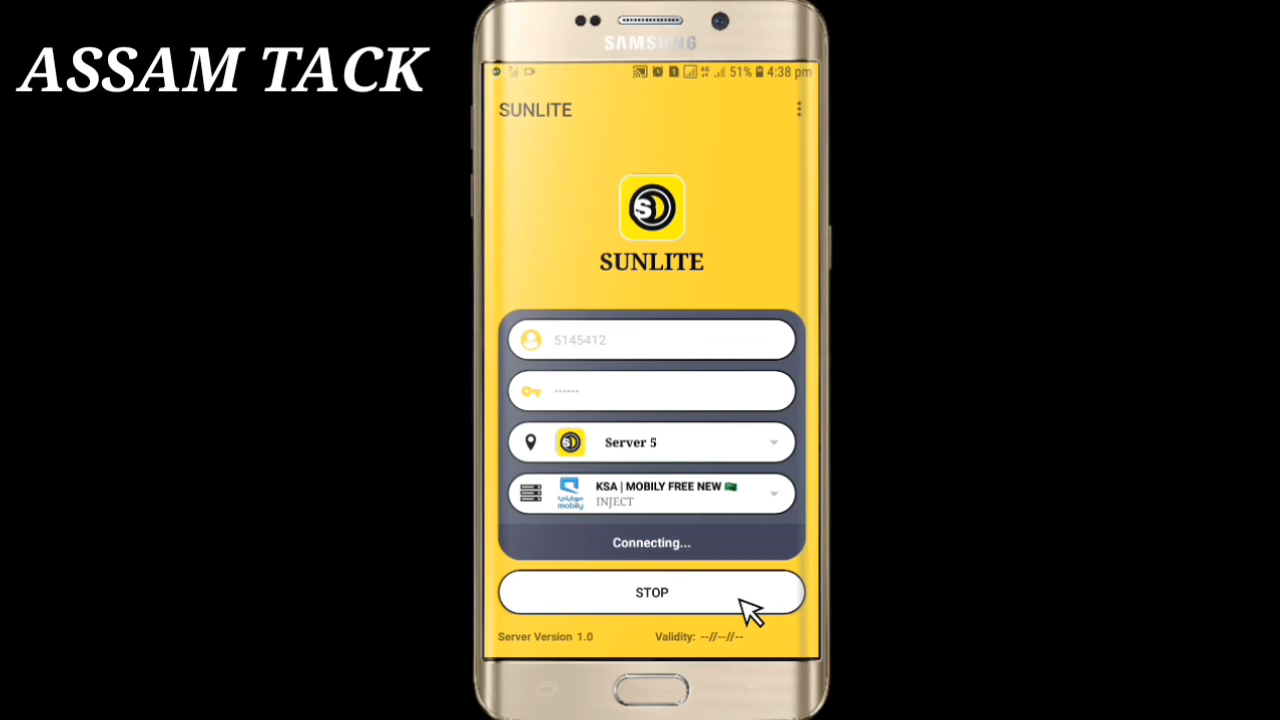 ASSAM TACK
SAMSUNG
51% 4:38 pm
SUNLITE
SUNLITE
5145412
------
Server 5
KSA | MOBILY FREE NEW 🇸🇦
موبايلي
mobily
INJECT
Connecting...
STOP
Server Version 1.0
Validity: --//--//--